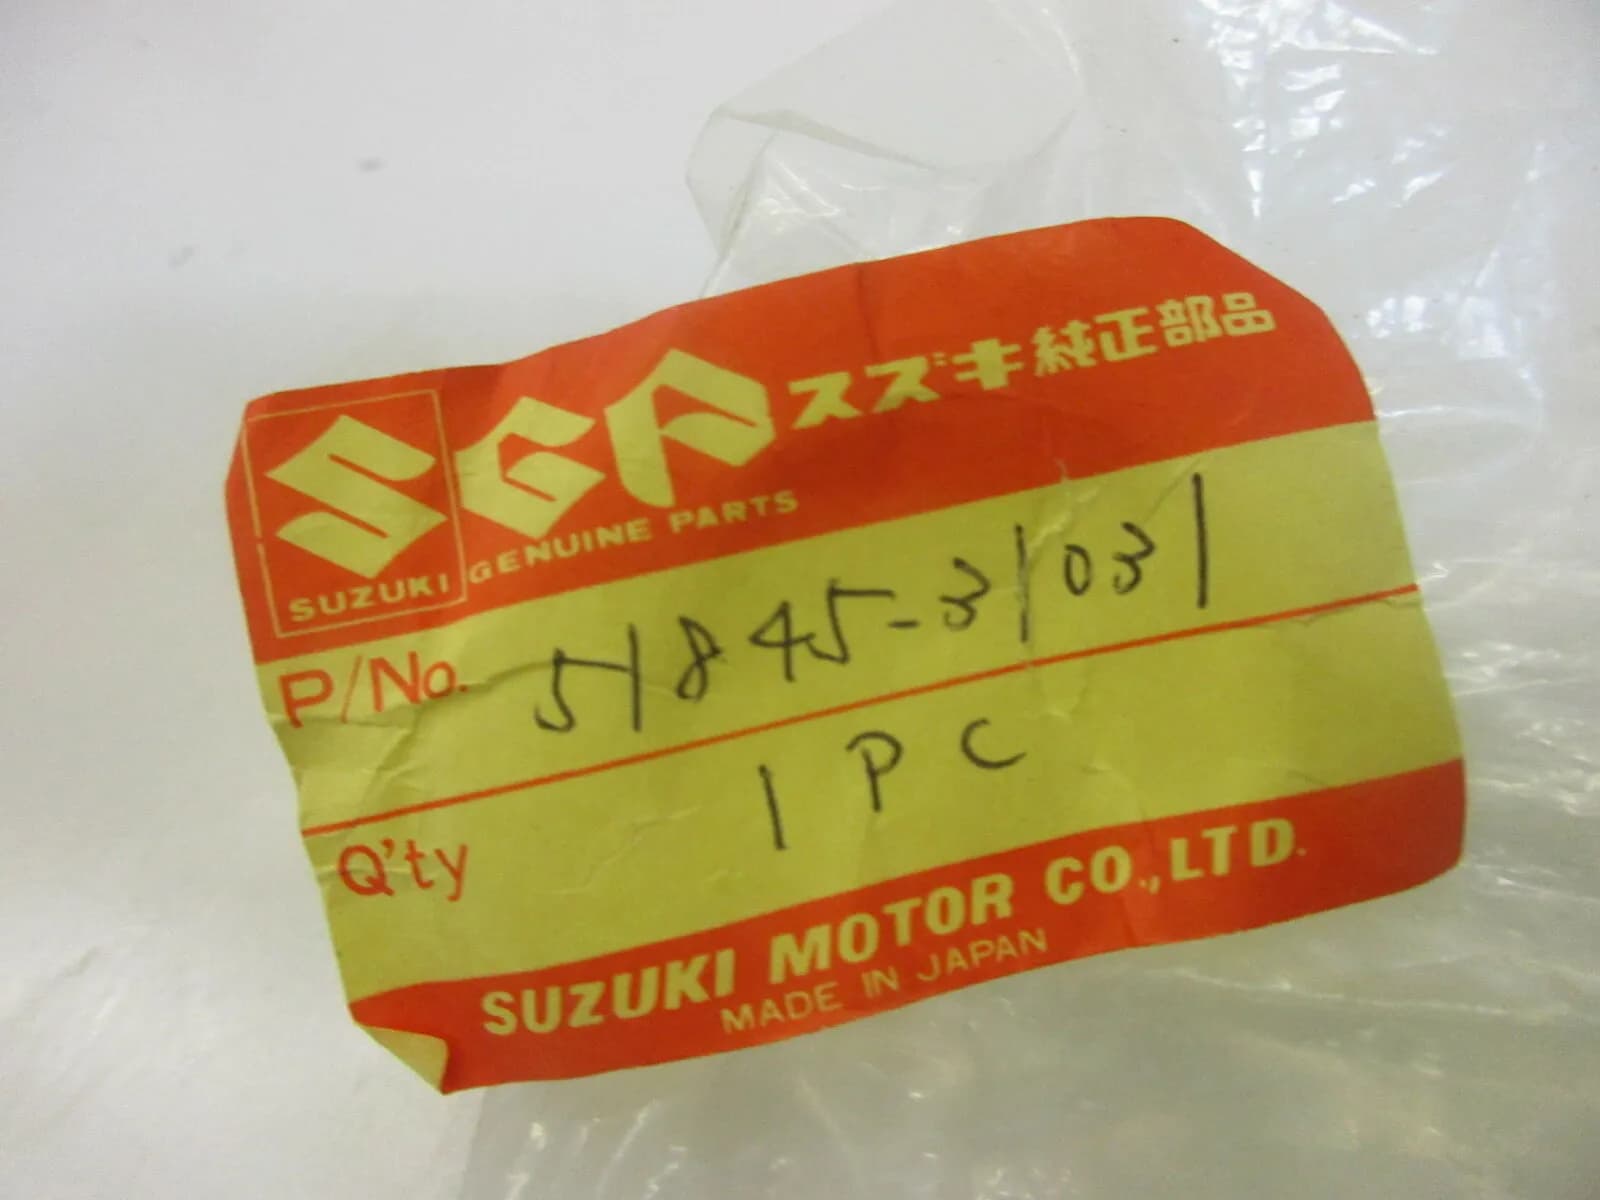 SGP スズキ純正部品
SUZUKI GENUINE PARTS
P/No. 51845-31031
Q'ty 1 PC
SUZUKI MOTOR CO., LTD.
MADE IN JAPAN